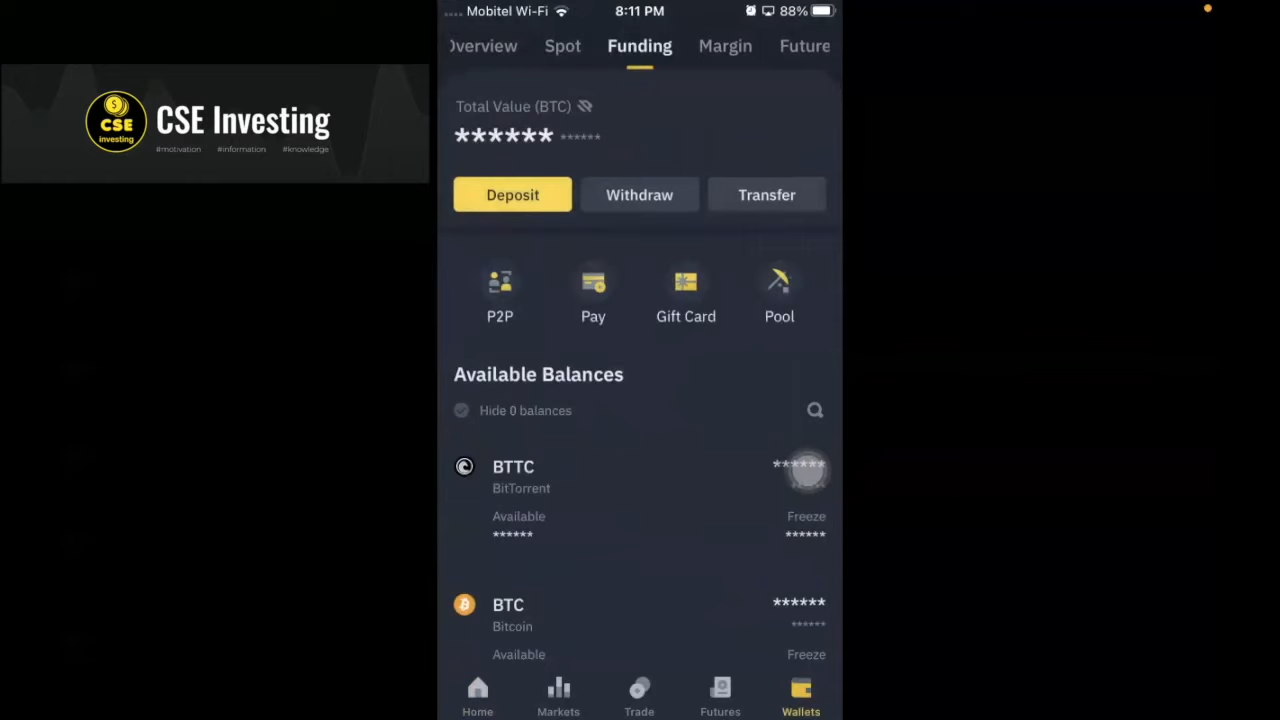 Mobitel Wi-Fi 8:11 PM 88%
Overview Spot Funding Margin Future
CSE
investing
CSE Investing
#motivation #information #knowledge
Total Value (BTC)
****** ******
Deposit Withdraw Transfer
P2P Pay Gift Card Pool
Available Balances
Hide 0 balances
BTTC ******
BitTorrent
Available Freeze
****** ******
BTC ******
Bitcoin ******
Available Freeze
Home Markets Trade Futures Wallets